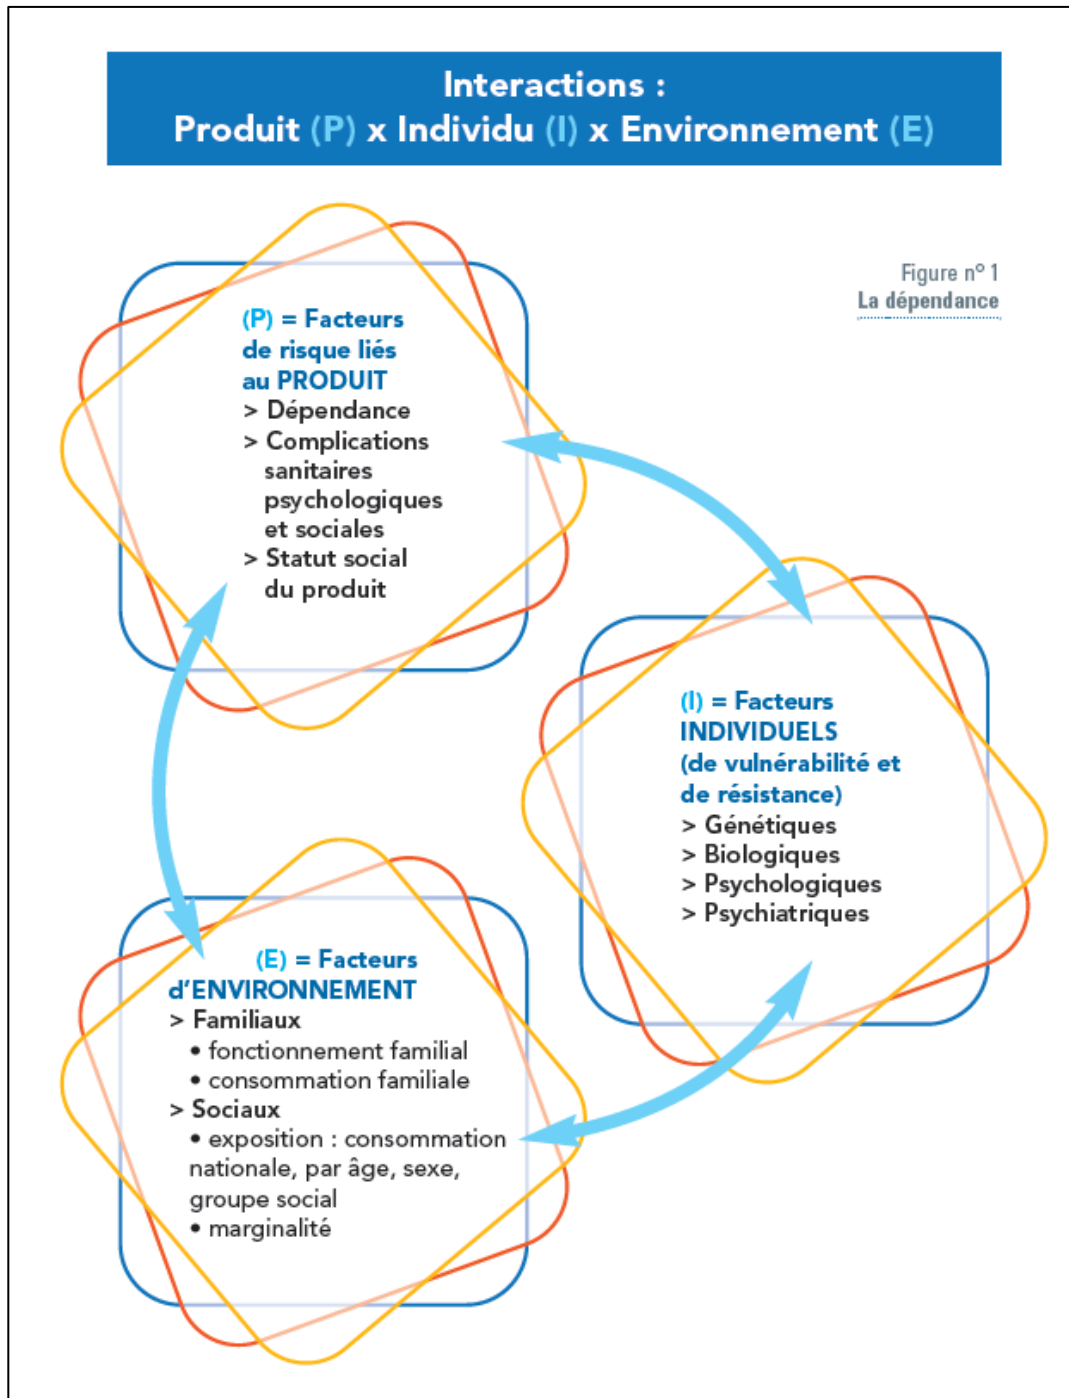 Interactions :
Produit (P) x Individu (I) x Environnement (E)
Figure nº 1
La dépendance
(P) = Facteurs
de risque liés
au PRODUIT
> Dépendance
> Complications
sanitaires
psychologiques
et sociales
> Statut social
du produit
(I) = Facteurs
INDIVIDUELS
(de vulnérabilité et
de résistance)
> Génétiques
> Biologiques
> Psychologiques
> Psychiatriques
(E) = Facteurs
d’ENVIRONNEMENT
> Familiaux
• fonctionnement familial
• consommation familiale
> Sociaux
• exposition : consommation
nationale, par âge, sexe,
groupe social
• marginalité